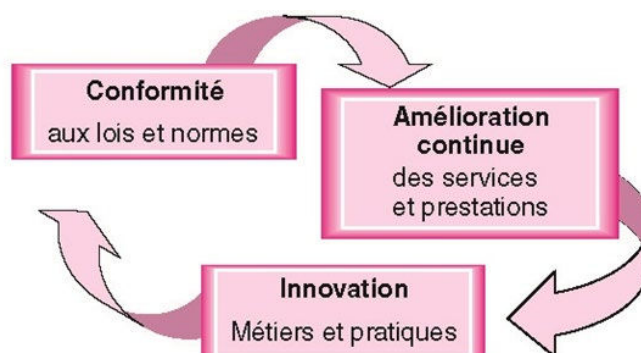 Conformité
aux lois et normes
Amélioration
continue
des services
et prestations
Innovation
Métiers et pratiques